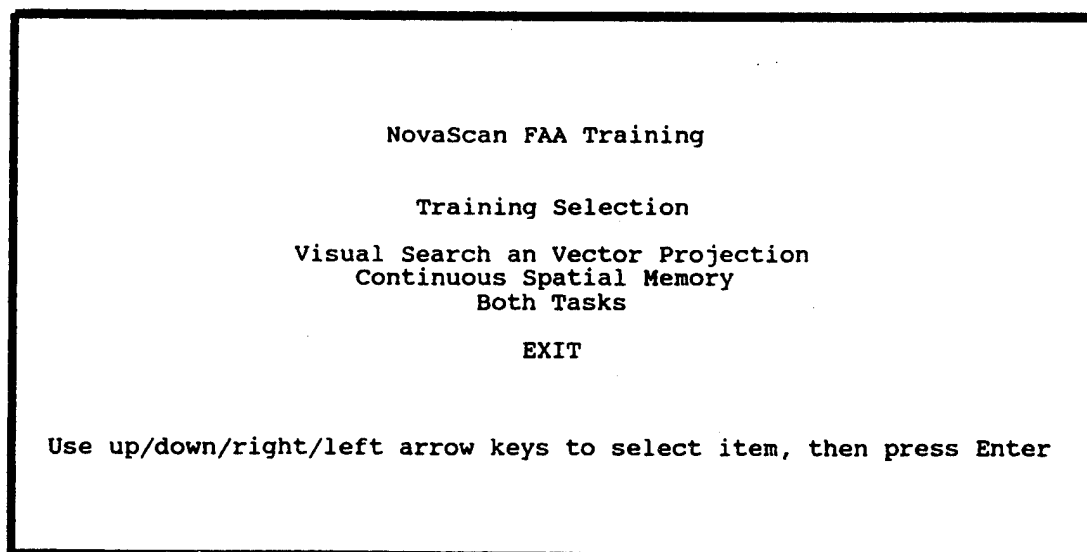 NovaScan FAA Training
Training Selection
Visual Search an Vector Projection
Continuous Spatial Memory
Both Tasks
EXIT
Use up/down/right/left arrow keys to select item, then press Enter